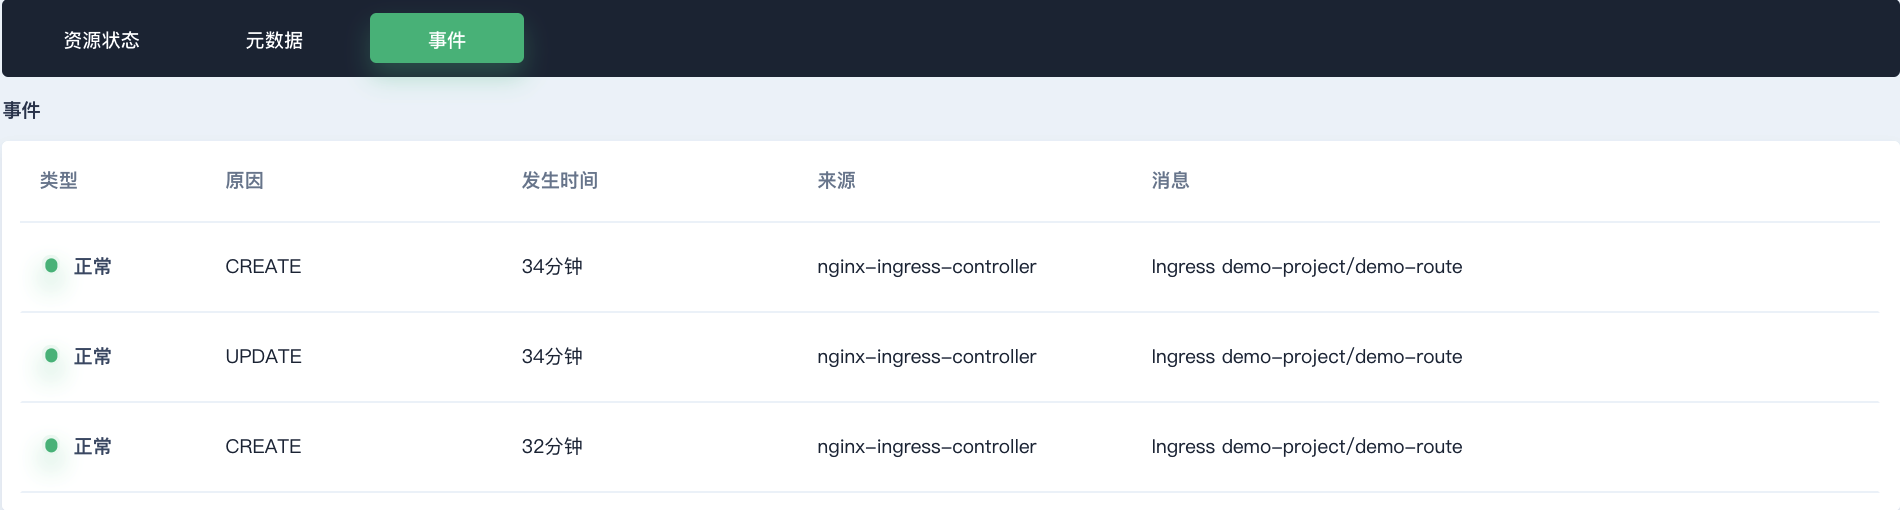 资源状态 元数据 事件
事件
类型 原因 发生时间 来源 消息
正常 CREATE 34分钟 nginx-ingress-controller Ingress demo-project/demo-route
正常 UPDATE 34分钟 nginx-ingress-controller Ingress demo-project/demo-route
正常 CREATE 32分钟 nginx-ingress-controller Ingress demo-project/demo-route